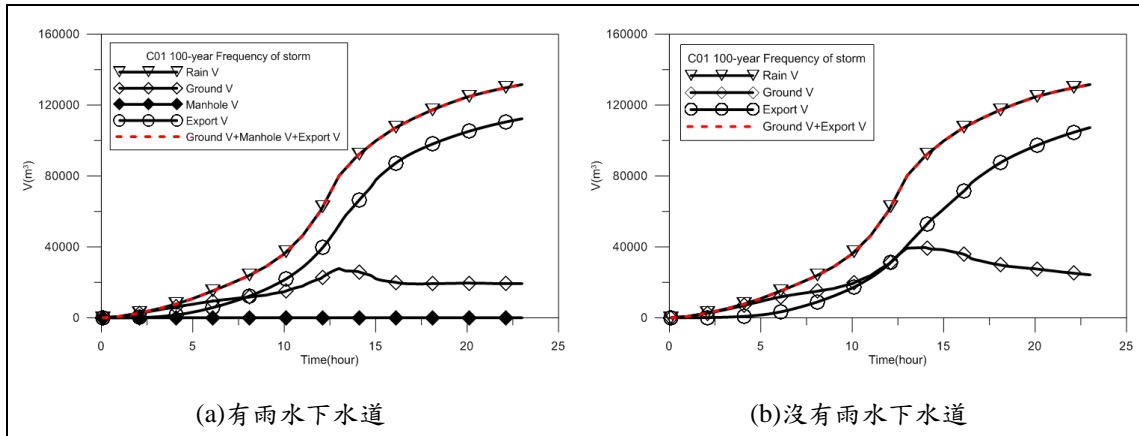 160000
120000
80000
40000
0
V(m³)
C01 100-year Frequency of storm
Rain V
Ground V
Manhole V
Export V
Ground V+Manhole V+Export V
0 5 10 15 20 25
Time(hour)
(a)有雨水下水道
160000
120000
80000
40000
0
V(m³)
C01 100-year Frequency of storm
Rain V
Ground V
Export V
Ground V+Export V
0 5 10 15 20 25
Time(hour)
(b)沒有雨水下水道